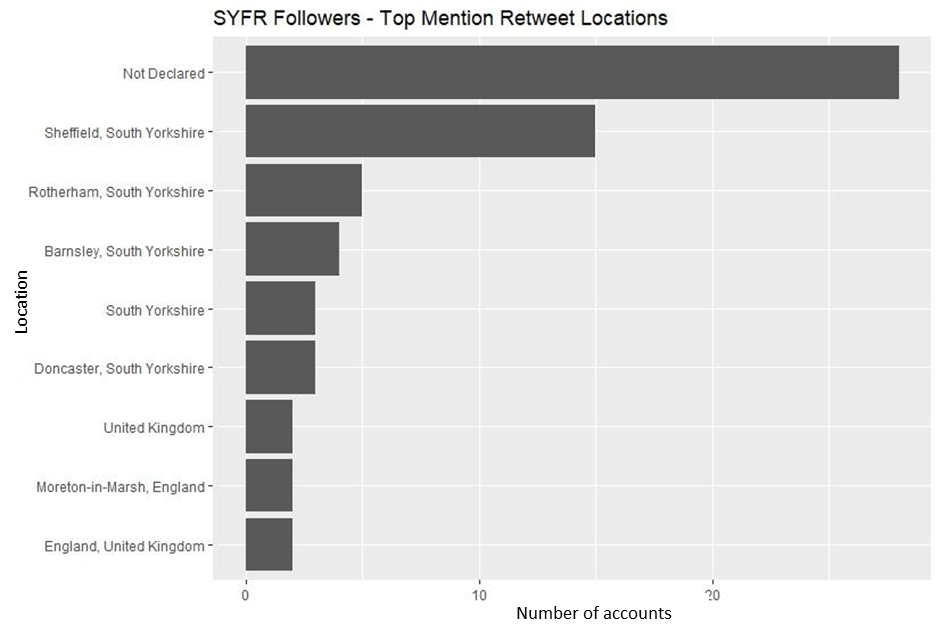 SYFR Followers - Top Mention Retweet Locations
Not Declared
Sheffield, South Yorkshire
Rotherham, South Yorkshire
Barnsley, South Yorkshire
South Yorkshire
Doncaster, South Yorkshire
United Kingdom
Moreton-in-Marsh, England
England, United Kingdom
Location
0 10 20
Number of accounts